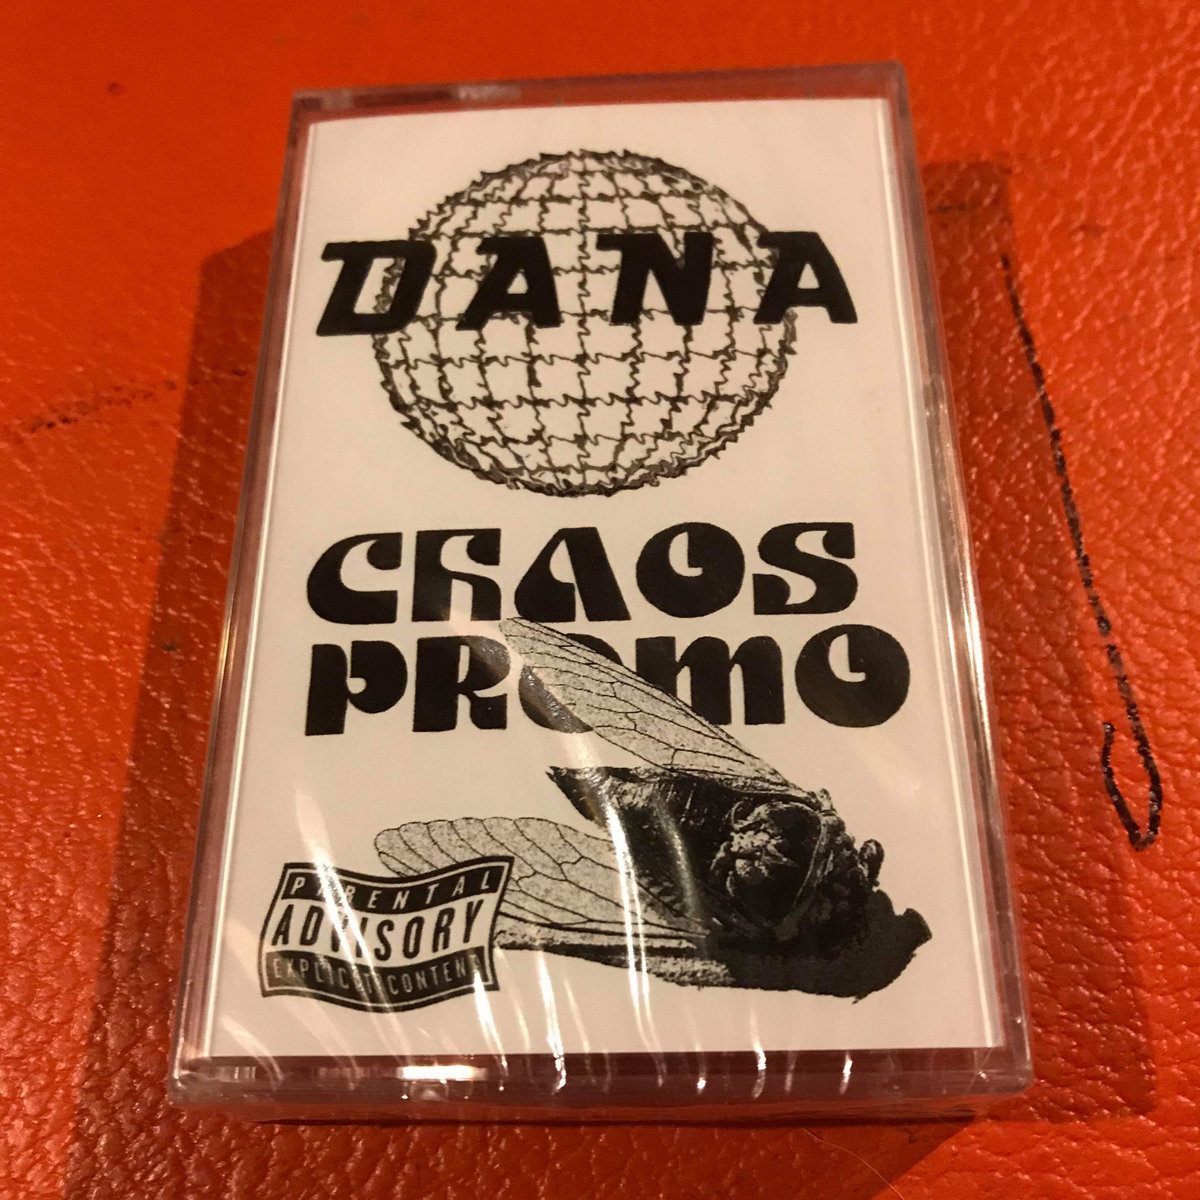 DANA
CHAOS
PROMO
PARENTAL
ADVISORY
EXPLICIT CONTENT